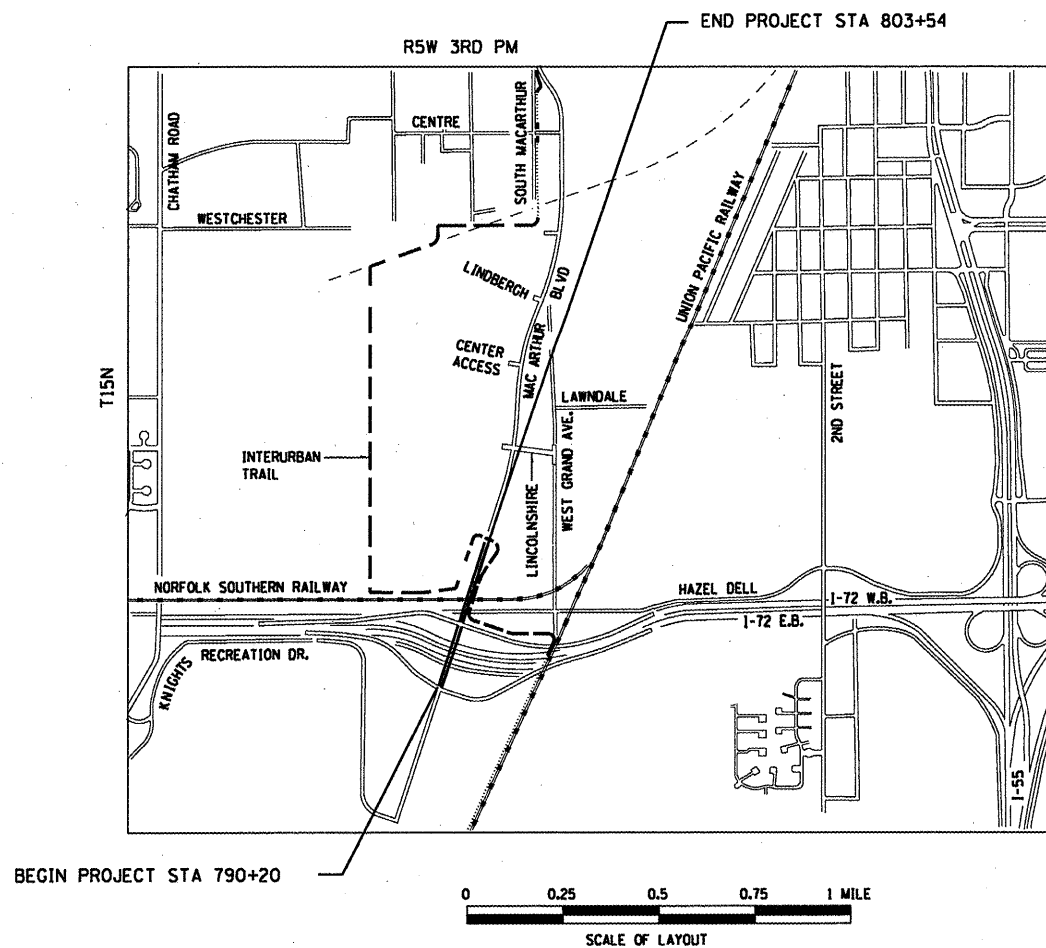 END PROJECT STA 803+54
R5W 3RD PM
CHATHAM ROAD
CENTRE
SOUTH MACARTHUR
WESTCHESTER
UNION PACIFIC RAILWAY
LINDBERGH
MAC ARTHUR BLVD
CENTER
ACCESS
T15N
LAWNDALE
2ND STREET
WEST GRAND AVE.
INTERURBAN
TRAIL
LINCOLNSHIRE
NORFOLK SOUTHERN RAILWAY
HAZEL DELL
I-72 W.B.
I-72 E.B.
RECREATION DR.
KNIGHTS
I-55
BEGIN PROJECT STA 790+20
0 0.25 0.5 0.75 1 MILE
SCALE OF LAYOUT